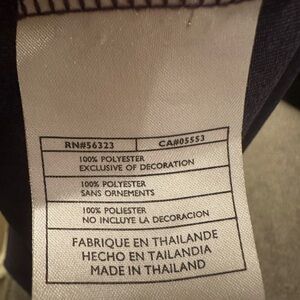 RN#56323 CA#05553
100% POLYESTER
EXCLUSIVE OF DECORATION
100% POLYESTER
SANS ORNEMENTS
100% POLIESTER
NO INCLUYE LA DECORACION
FABRIQUE EN THAILANDE
HECHO EN TAILANDIA
MADE IN THAILAND